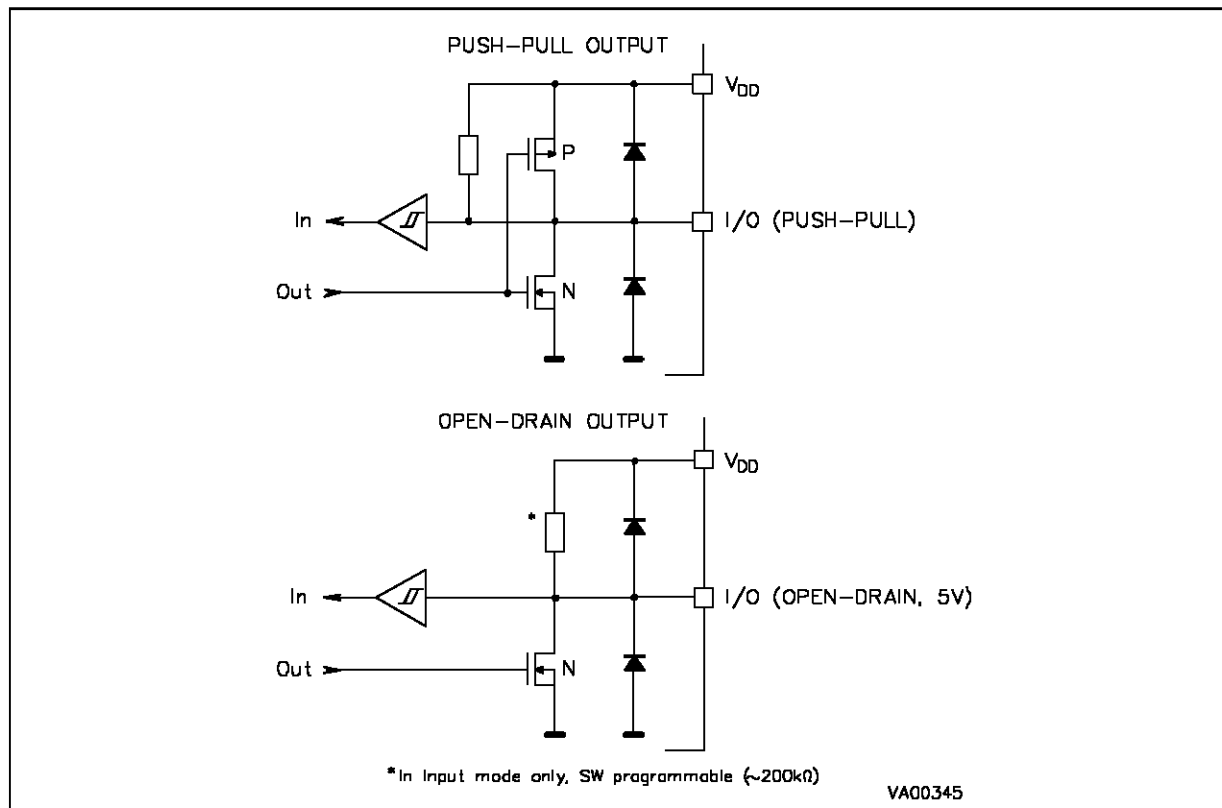 PUSH-PULL OUTPUT
VDD
P
In
I/O (PUSH-PULL)
Out
N
OPEN-DRAIN OUTPUT
VDD
*
In
I/O (OPEN-DRAIN, 5V)
Out
N
*In Input mode only, SW programmable (~200kΩ)
VA00345